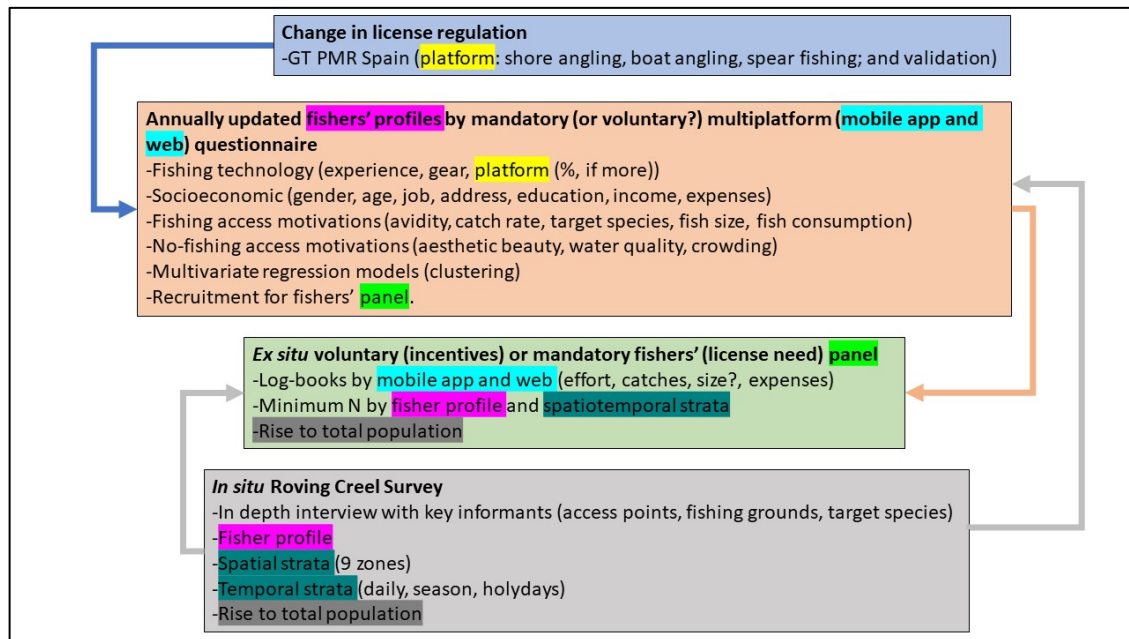 Change in license regulation
-GT PMR Spain (platform: shore angling, boat angling, spear fishing; and validation)
Annually updated fishers’ profiles by mandatory (or voluntary?) multiplatform (mobile app and
web) questionnaire
-Fishing technology (experience, gear, platform (%, if more))
-Socioeconomic (gender, age, job, address, education, income, expenses)
-Fishing access motivations (avidity, catch rate, target species, fish size, fish consumption)
-No-fishing access motivations (aesthetic beauty, water quality, crowding)
-Multivariate regression models (clustering)
-Recruitment for fishers’ panel.
Ex situ voluntary (incentives) or mandatory fishers’ (license need) panel
-Log-books by mobile app and web (effort, catches, size?, expenses)
-Minimum N by fisher profile and spatiotemporal strata
-Rise to total population
In situ Roving Creel Survey
-In depth interview with key informants (access points, fishing grounds, target species)
-Fisher profile
-Spatial strata (9 zones)
-Temporal strata (daily, season, holydays)
-Rise to total population